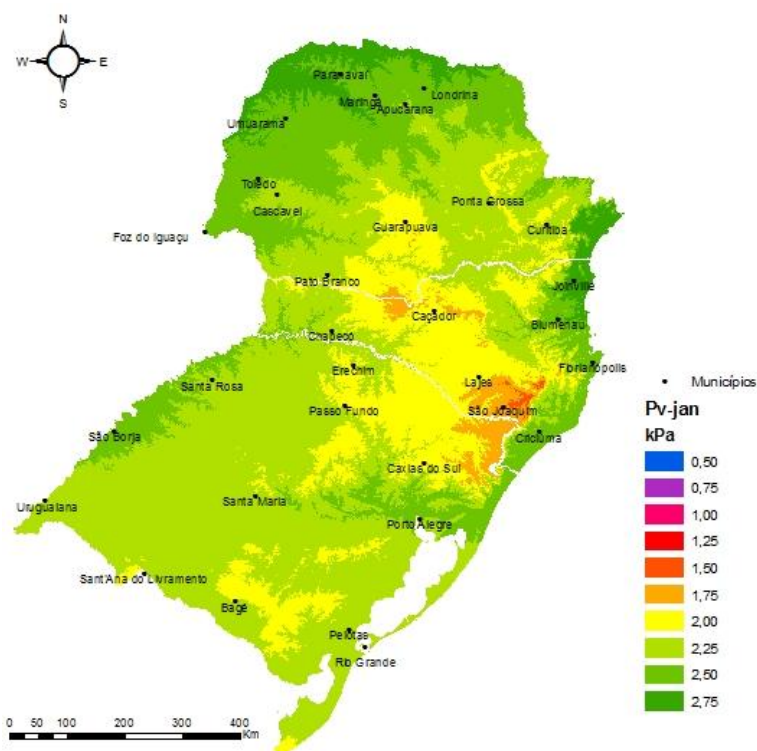 N
W E
S
Paranavaí
Londrina
Maringá
Apucarana
Umuarama
Toledo
Cascavel
Ponta Grossa
Guarapuava
Curitiba
Foz do Iguaçu
Pato Branco
Joinville
Caçador
Blumenau
Chapecó
Erechim
Florianópolis
Lajes
Santa Rosa
Passo Fundo
São Joaquim
São Borja
Criciúma
Caxias do Sul
Santa Maria
Uruguaiana
Porto Alegre
Sant'Ana do Livramento
Bagé
Pelotas
Rio Grande
Municípios
Pv-jan
kPa
0,50
0,75
1,00
1,25
1,50
1,75
2,00
2,25
2,50
2,75
0 50 100 200 300 400
Km